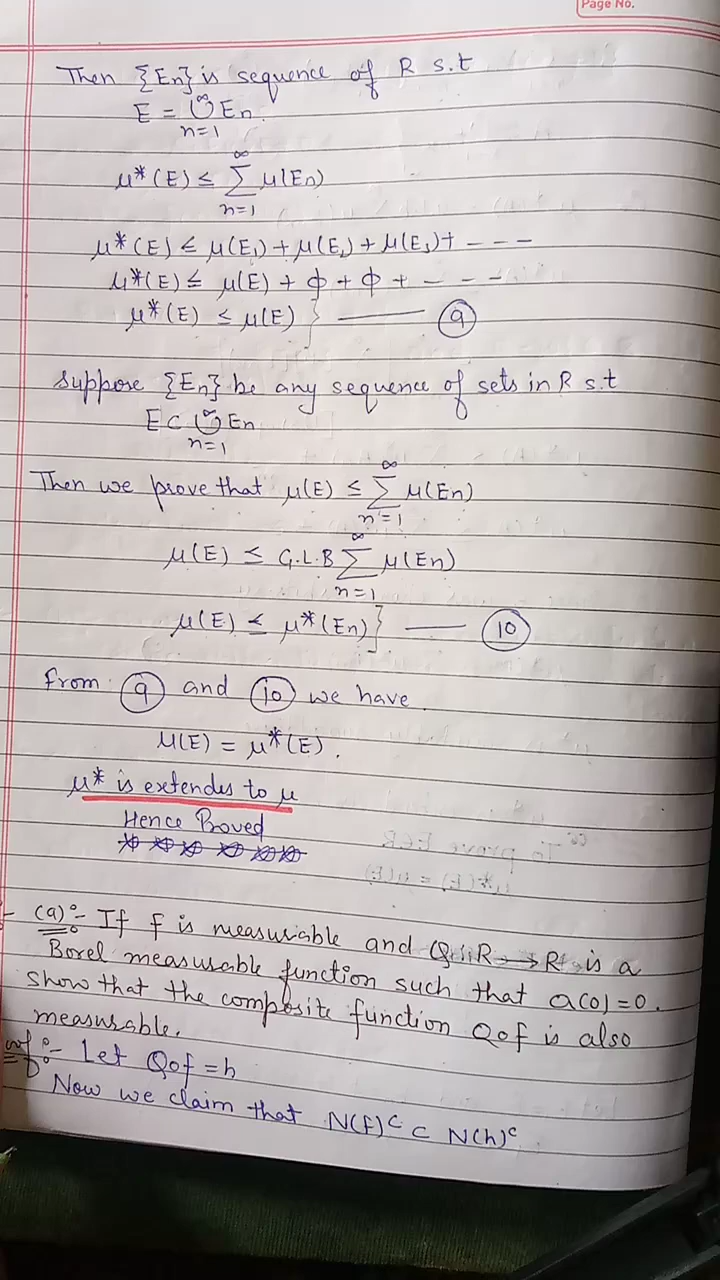 Page No.
Then {En} is sequence of R s.t
E = ∞∪n=1 En.
μ*(E) ≤ ∞Σn=1 μ(En)
μ*(E) ≤ μ(E₁) + μ(E₂) + μ(E₃) + - - -
μ*(E) ≤ μ(E) + ϕ + ϕ + - - -
μ*(E) ≤ μ(E) } —— 9
Suppose {En} be any sequence of sets in R s.t
E ⊂ ∞∪n=1 En
Then we prove that μ(E) ≤ ∞Σn=1 μ(En)
μ(E) ≤ G.L.B ∞Σn=1 μ(En)
μ(E) ≤ μ*(En) } —— 10
from 9 and 10 we have.
μ(E) = μ*(E).
μ* is extendes to μ
Hence Proved
(a):- If f is measurable and Q: R → R is a
Borel measurable function such that Q(0) = 0.
show that the composite function Qof is also
measurable.
Let Qof = h
Now we claim that N(f)ᶜ ⊂ N(h)ᶜ